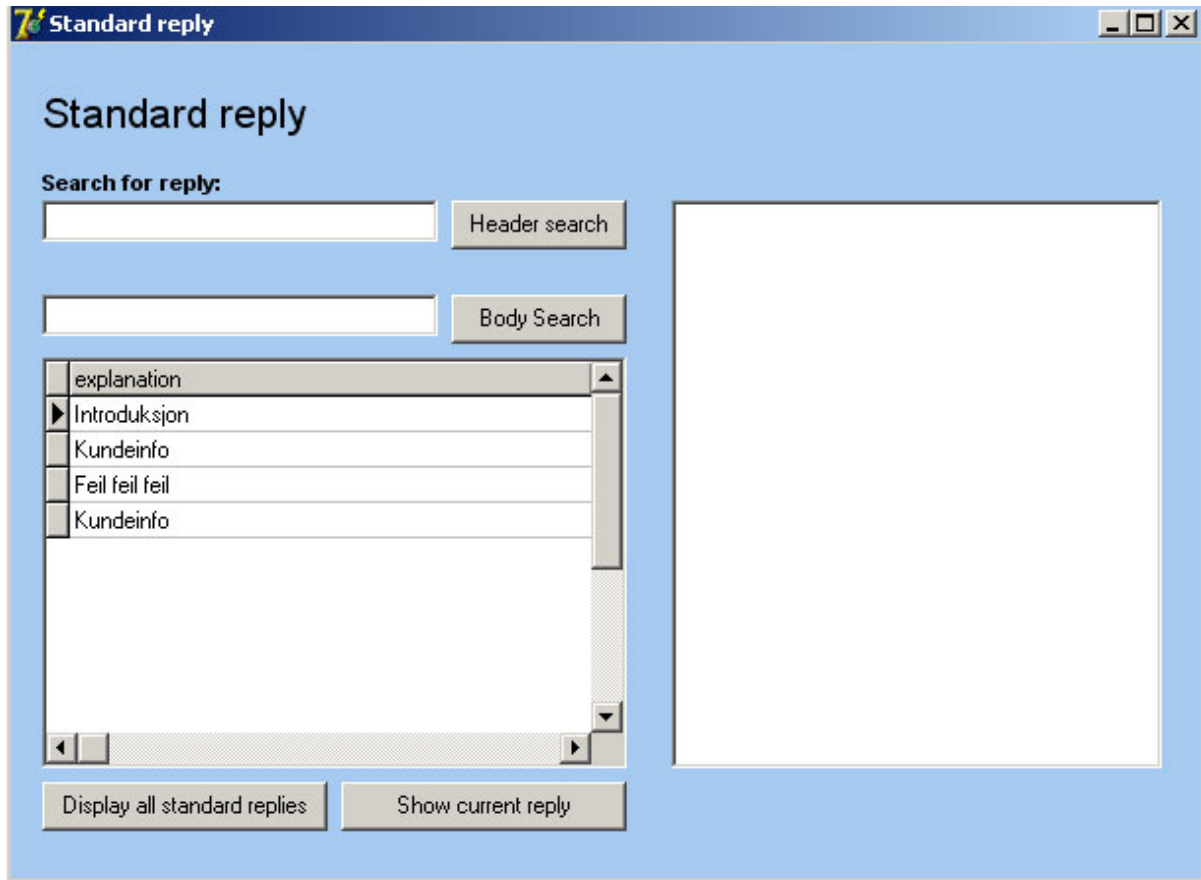 Standard reply
Standard reply
Search for reply:
Header search
Body Search
explanation
Introduksjon
Kundeinfo
Feil feil feil
Kundeinfo
Display all standard replies
Show current reply